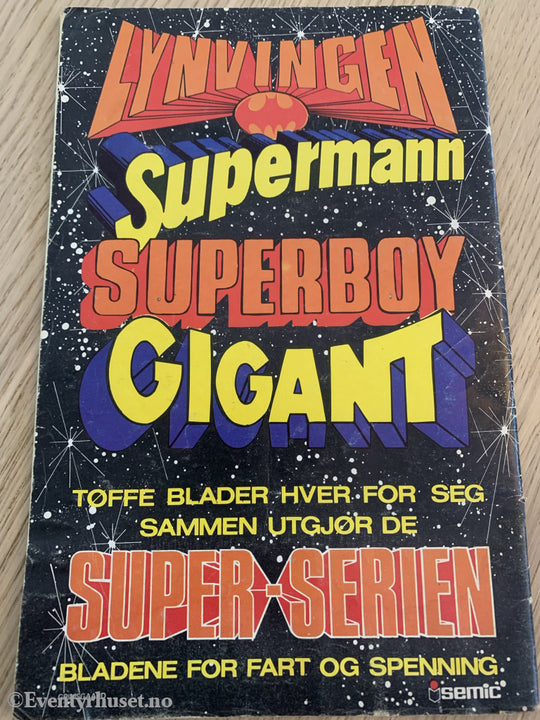 LYNVINGEN
Supermann
SUPERBOY
GIGANT
TØFFE BLADER HVER FOR SEG
SAMMEN UTGJØR DE
SUPER-SERIEN
BLADENE FOR FART OG SPENNING
semic
©Eventyrhuset.no